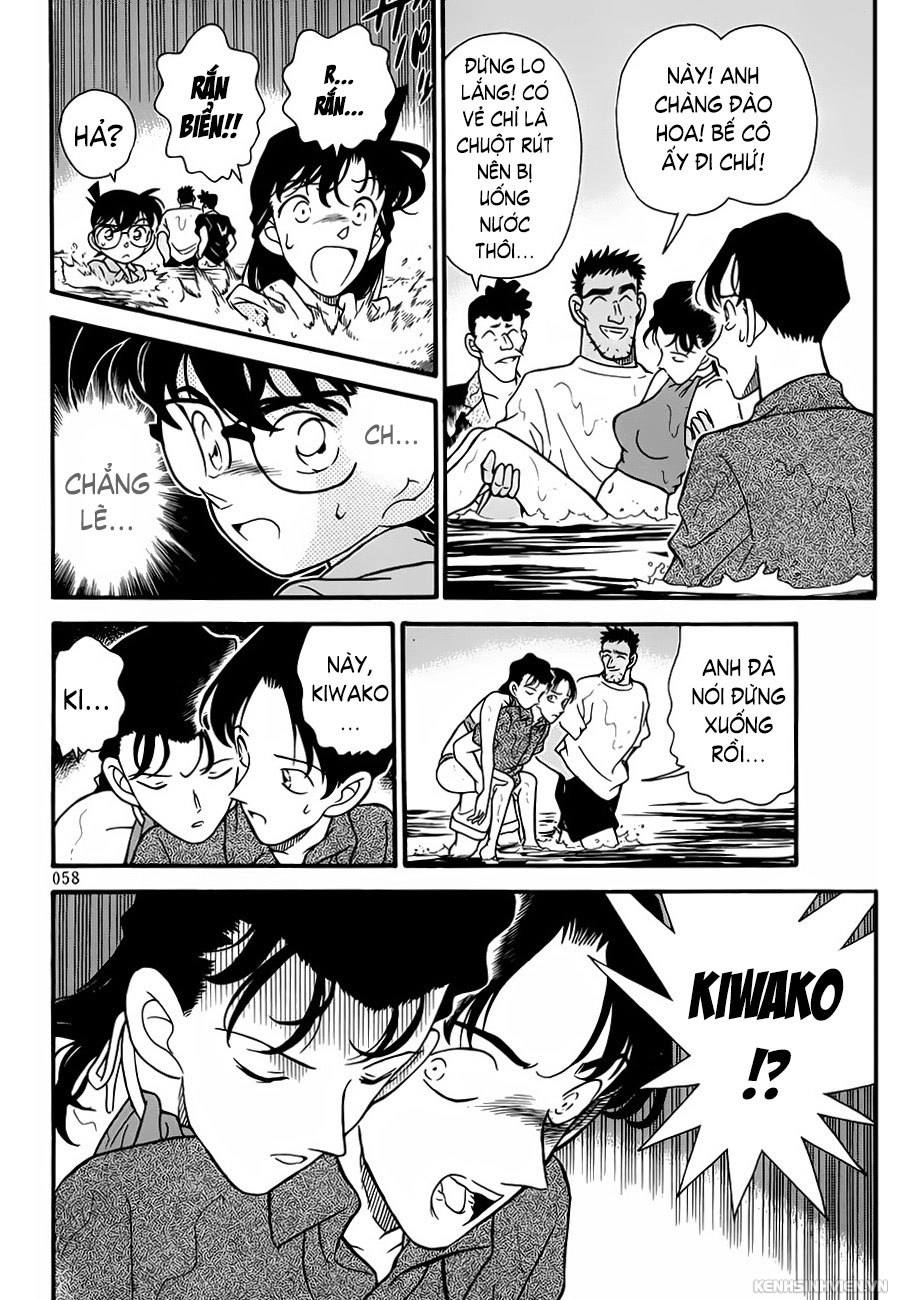 NÀY! ANH
CHÀNG ĐÀO
HOA! BẾ CÔ
ẤY ĐI CHỨ!
ĐỪNG LO
LẮNG! CÓ
VẺ CHỈ LÀ
CHUỘT RÚT
NÊN BỊ
UỐNG
NƯỚC
THÔI..
R...
RẮN...
RẮN
BIỂN!!
HẢ?
CH...
CHẲNG
LẼ...
ANH ĐÃ
NÓI ĐỪNG
XUỐNG
RỒI...
NÀY,
KIWAKO
...
KI...
058
KIWAKO
!?
KENHSINHVIEN.VN